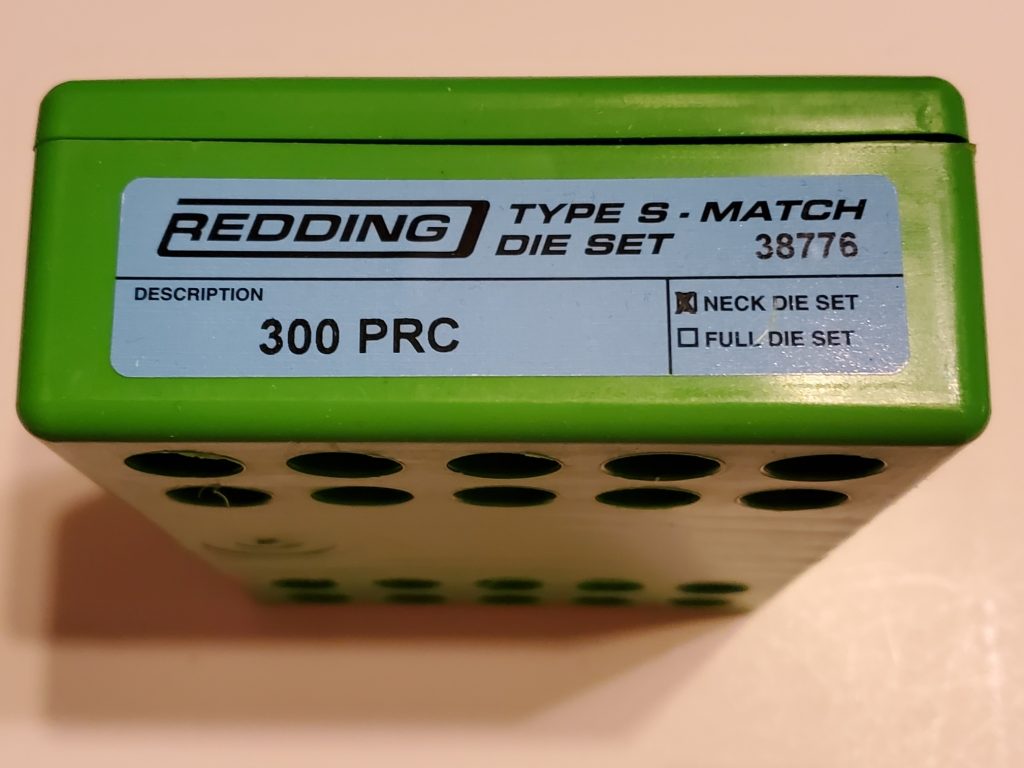 REDDING TYPE S - MATCH
DIE SET 38776
DESCRIPTION
300 PRC
NECK DIE SET
FULL DIE SET